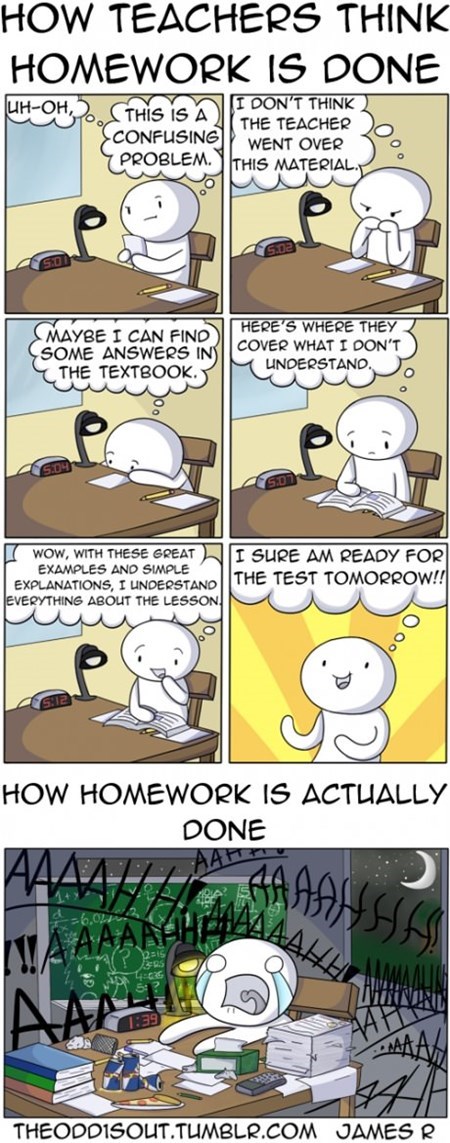 HOW TEACHERS THINK
HOMEWORK IS DONE
UH-OH,
THIS IS A
CONFUSING
PROBLEM.
5:01
I DON'T THINK
THE TEACHER
WENT OVER
THIS MATERIAL.
5:02
MAYBE I CAN FIND
SOME ANSWERS IN
THE TEXTBOOK.
5:04
HERE'S WHERE THEY
COVER WHAT I DON'T
UNDERSTAND.
5:07
WOW, WITH THESE GREAT
EXAMPLES AND SIMPLE
EXPLANATIONS, I UNDERSTAND
EVERYTHING ABOUT THE LESSON.
5:12
I SURE AM READY FOR
THE TEST TOMORROW!!
HOW HOMEWORK IS ACTUALLY
DONE
1:39
THEODD1SOUT.TUMBLR.COM JAMES R